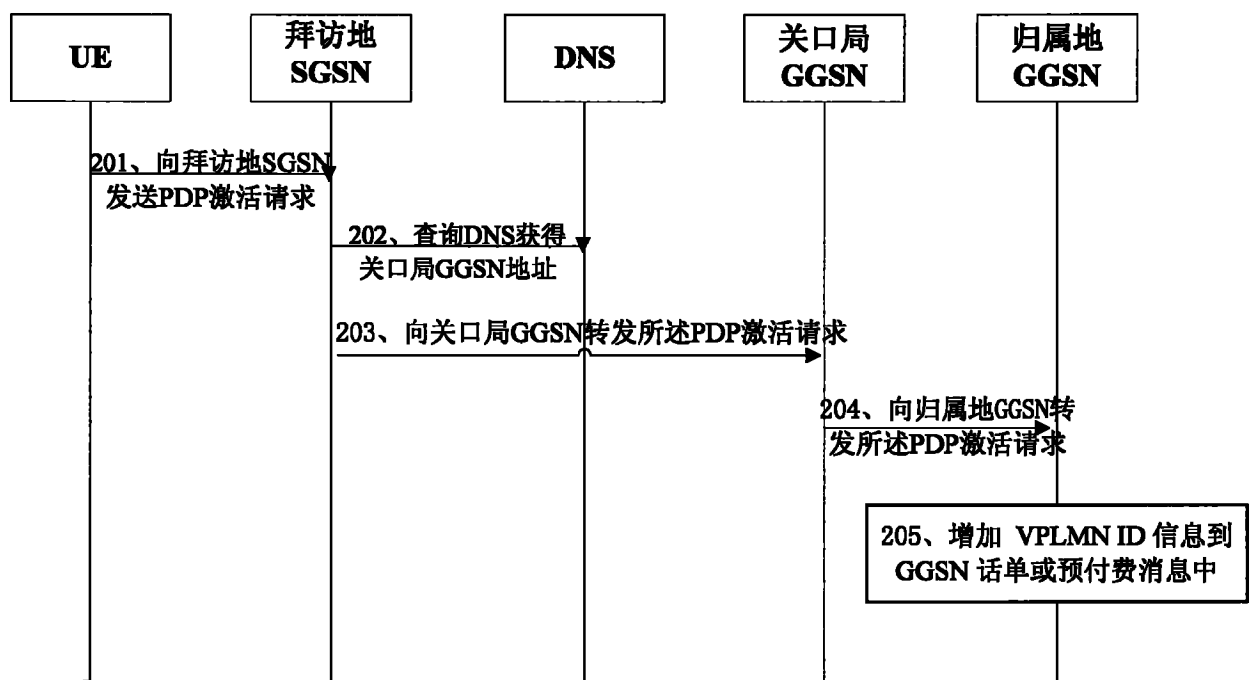 UE
拜访地
SGSN
DNS
关口局
GGSN
归属地
GGSN
201、向拜访地SGSN
发送PDP激活请求
202、查询DNS获得
关口局GGSN地址
203、向关口局GGSN转发所述PDP激活请求
204、向归属地GGSN转
发所述PDP激活请求
205、增加 VPLMN ID 信息到
GGSN 话单或预付费消息中